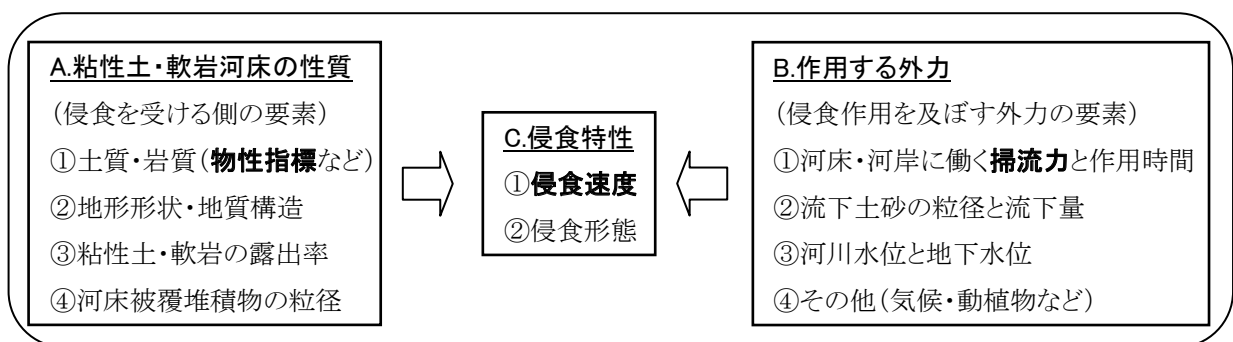 A.粘性土・軟岩河床の性質
(侵食を受ける側の要素)
①土質・岩質(物性指標など)
②地形形状・地質構造
③粘性土・軟岩の露出率
④河床被覆堆積物の粒径
C.侵食特性
①侵食速度
②侵食形態
B.作用する外力
(侵食作用を及ぼす外力の要素)
①河床・河岸に働く掃流力と作用時間
②流下土砂の粒径と流下量
③河川水位と地下水位
④その他(気候・動植物など)